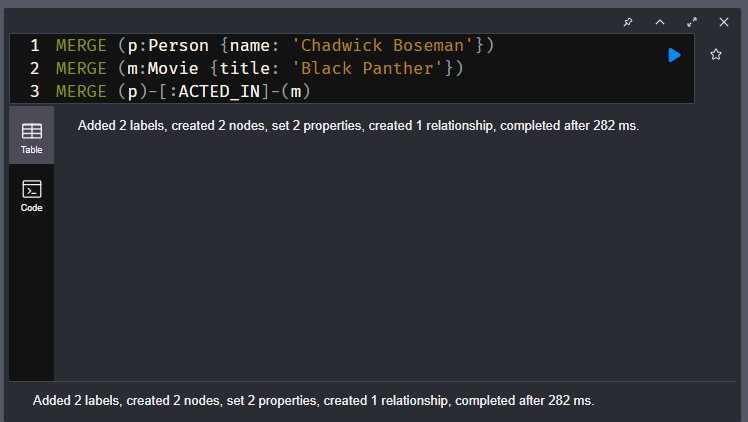 1 MERGE (p:Person {name: 'Chadwick Boseman'})
2 MERGE (m:Movie {title: 'Black Panther'})
3 MERGE (p)-[:ACTED_IN]-(m)
Table
Added 2 labels, created 2 nodes, set 2 properties, created 1 relationship, completed after 282 ms.
Code
Added 2 labels, created 2 nodes, set 2 properties, created 1 relationship, completed after 282 ms.